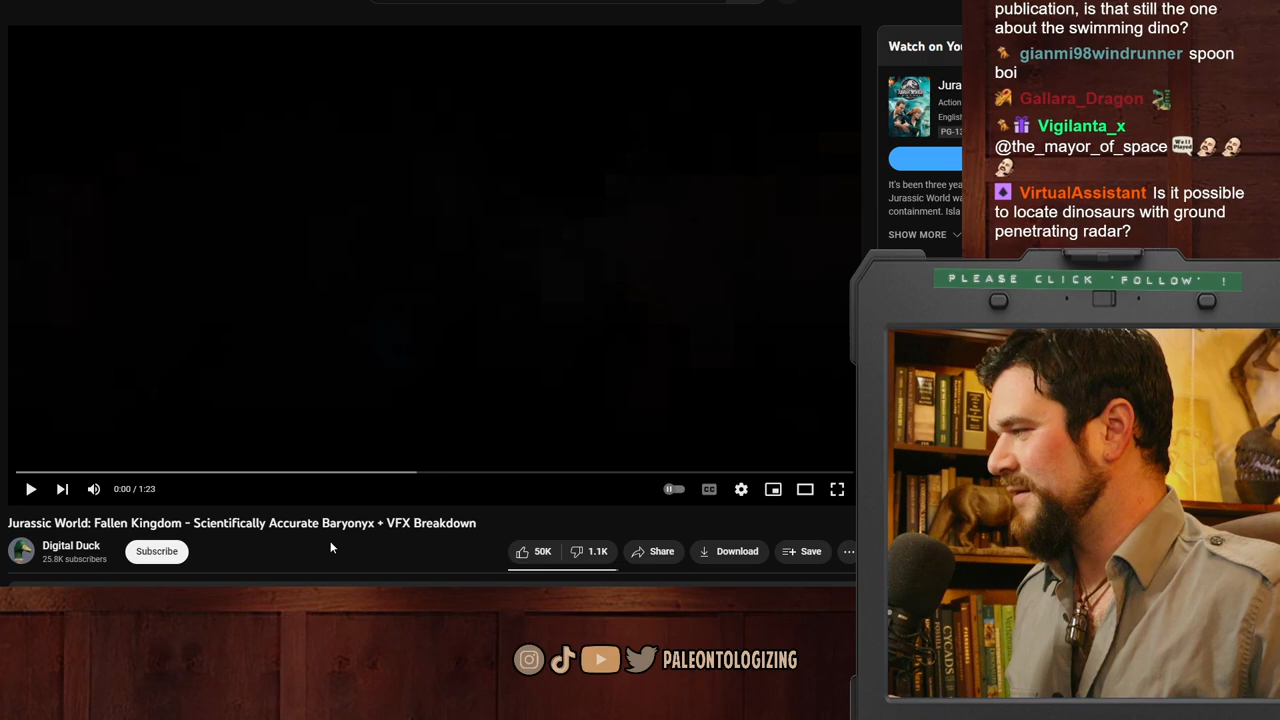 publication, is that still the one
about the swimming dino?
gianmi98windrunner spoon
boi
Gallara_Dragon
Vigilanta_x
@the_mayor_of_space
VirtualAssistant Is it possible
to locate dinosaurs with ground
penetrating radar?
Watch on You
Jura
Action
English
PG-13
It's been three yea
Jurassic World wa
containment. Isla
SHOW MORE
PLEASE CLICK 'FOLLOW' !
0:00 / 1:23
CC
Jurassic World: Fallen Kingdom - Scientifically Accurate Baryonyx + VFX Breakdown
Digital Duck
25.8K subscribers
Subscribe
50K
1.1K
Share
Download
Save
PALEONTOLOGIZING
CYCADS